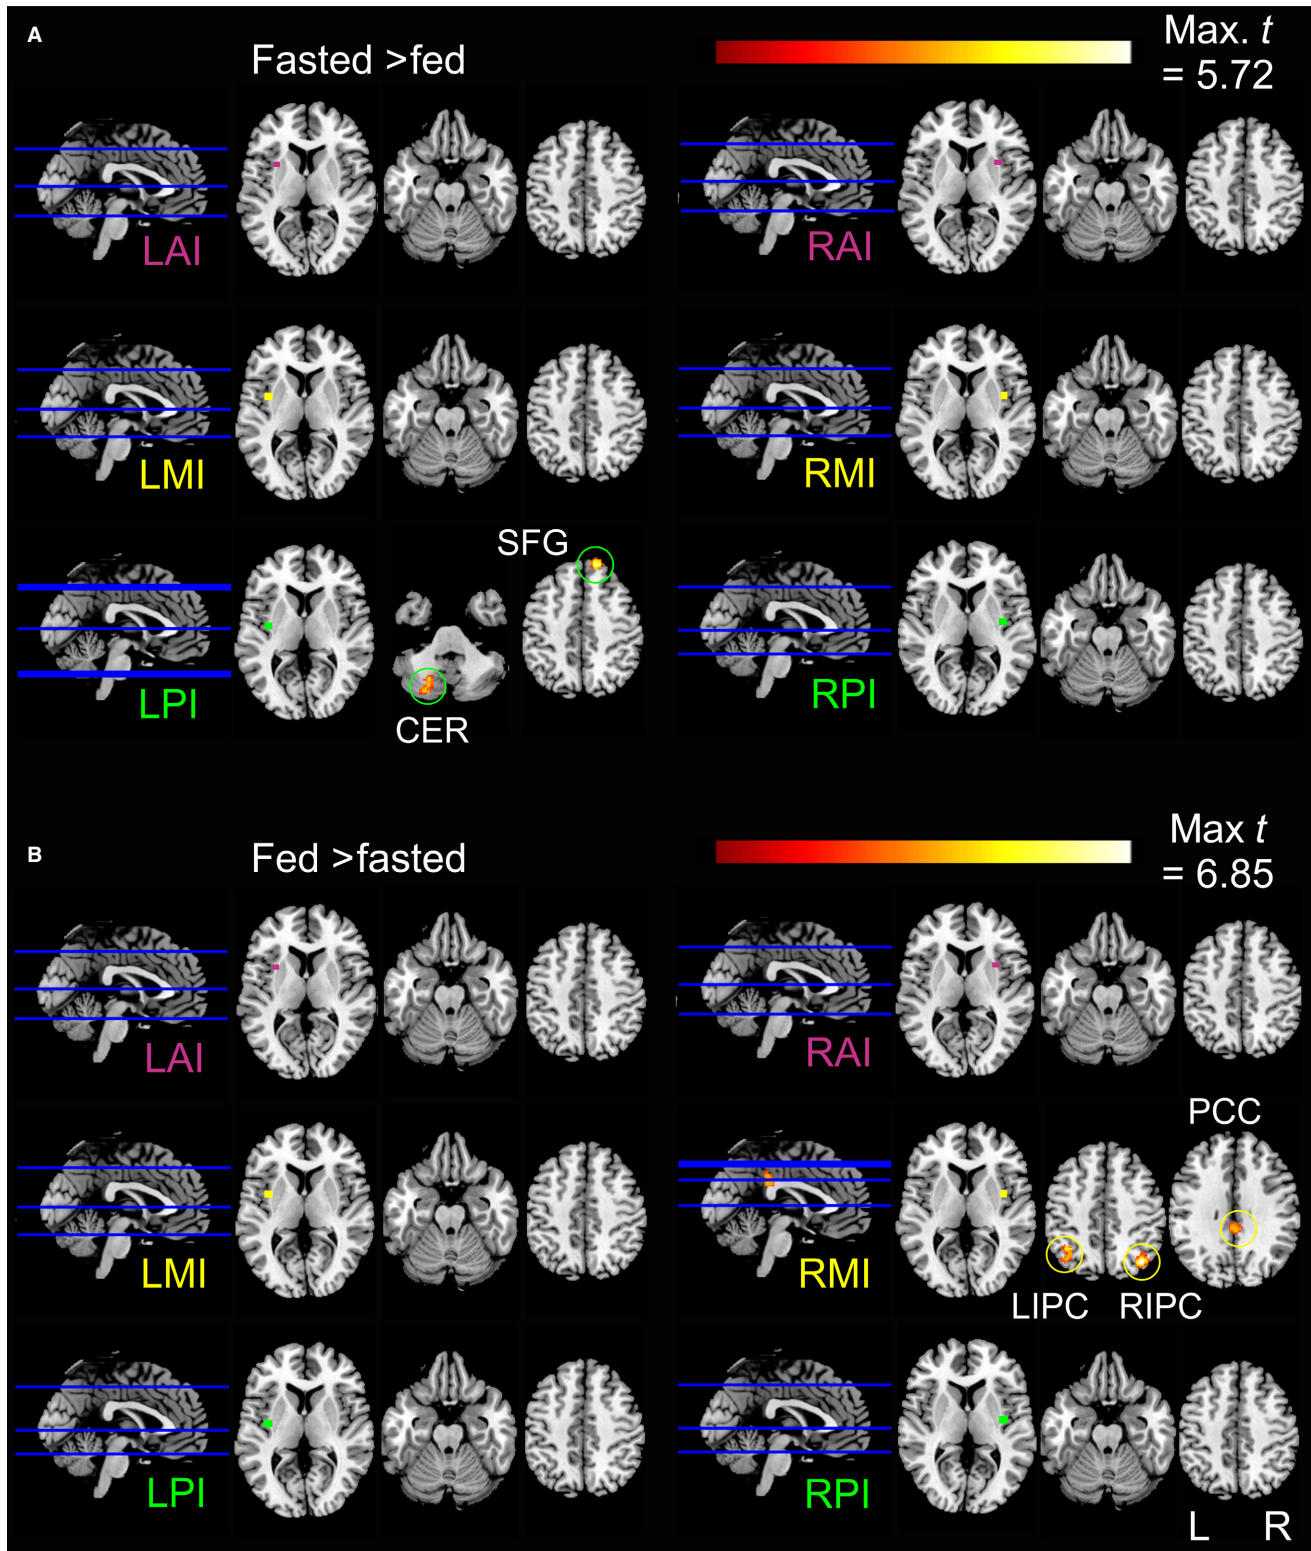 A
Fasted >fed
Max. t
= 5.72
LAI
RAI
LMI
RMI
SFG
LPI
CER
RPI
B
Fed >fasted
Max t
= 6.85
LAI
RAI
PCC
LMI
RMI
LIPC
RIPC
LPI
RPI
L R